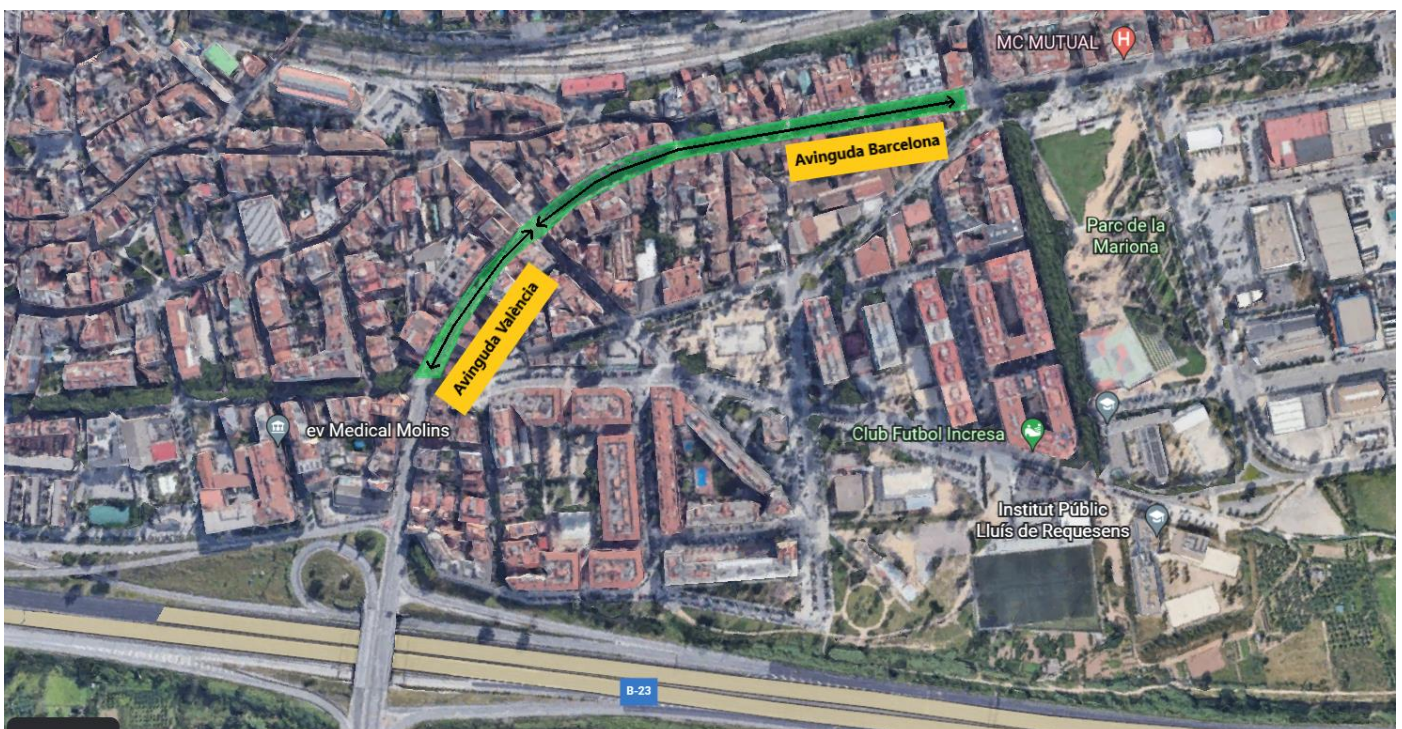 MC MUTUAL
H
Avinguda Barcelona
Parc de la
Mariona
Avinguda València
ev Medical Molins
Club Futbol Incresa
Institut Públic
Lluís de Requesens
B-23